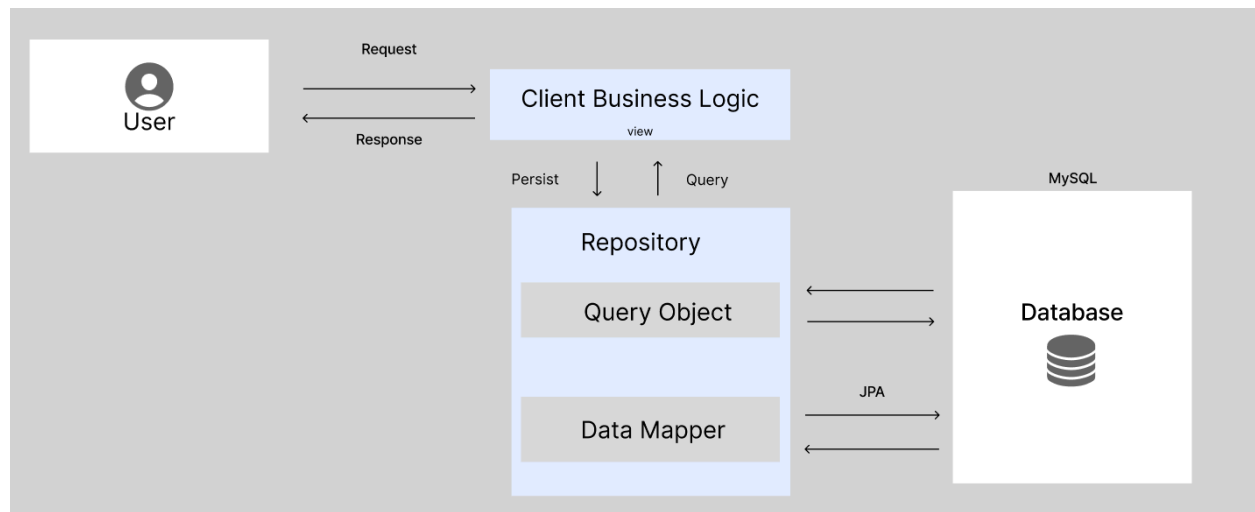 Request
User
Response
Client Business Logic
view
Persist
Query
MySQL
Repository
Query Object
Database
JPA
Data Mapper